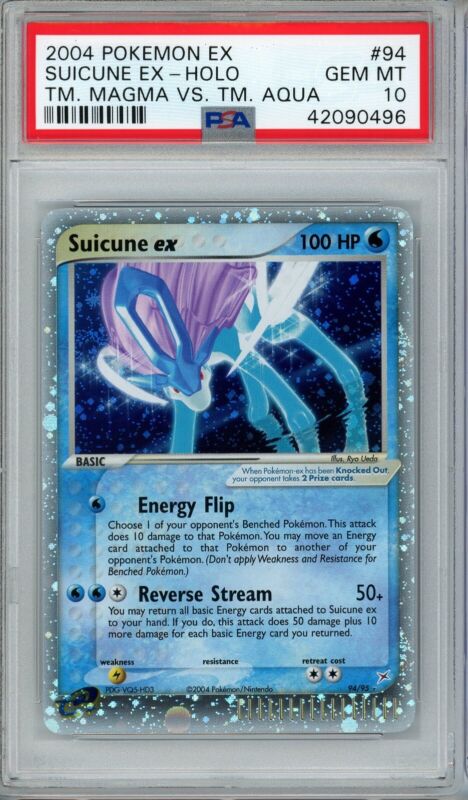 2004 POKEMON EX #94
SUICUNE EX - HOLO GEM MT
TM. MAGMA VS. TM. AQUA 10
PSA 42090496
Suicune ex 100 HP
BASIC Illus. Ryo Ueda
When Pokémon-ex has been Knocked Out,
your opponent takes 2 Prize cards.
Energy Flip
Choose 1 of your opponent's Benched Pokémon. This attack
does 10 damage to that Pokémon. You may move an Energy
card attached to that Pokémon to another of your
opponent's Pokémon. (Don't apply Weakness and Resistance for
Benched Pokémon.)
Reverse Stream 50+
You may return all basic Energy cards attached to Suicune ex
to your hand. If you do, this attack does 50 damage plus 10
more damage for each basic Energy card you returned.
weakness resistance retreat cost
PDG-VQ5-HD3 ©2004 Pokémon/Nintendo 94/95
e